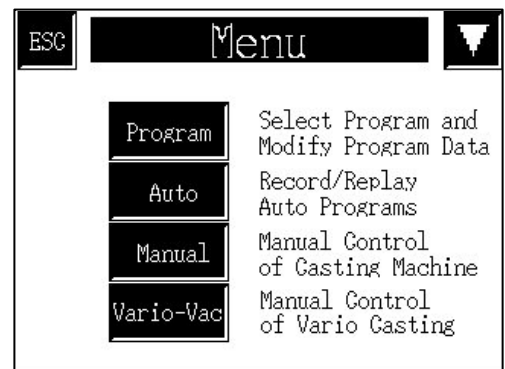 ESC Menu
Program Select Program and
Modify Program Data
Auto Record/Replay
Auto Programs
Manual Manual Control
of Casting Machine
Vario-Vac Manual Control
of Vario Casting